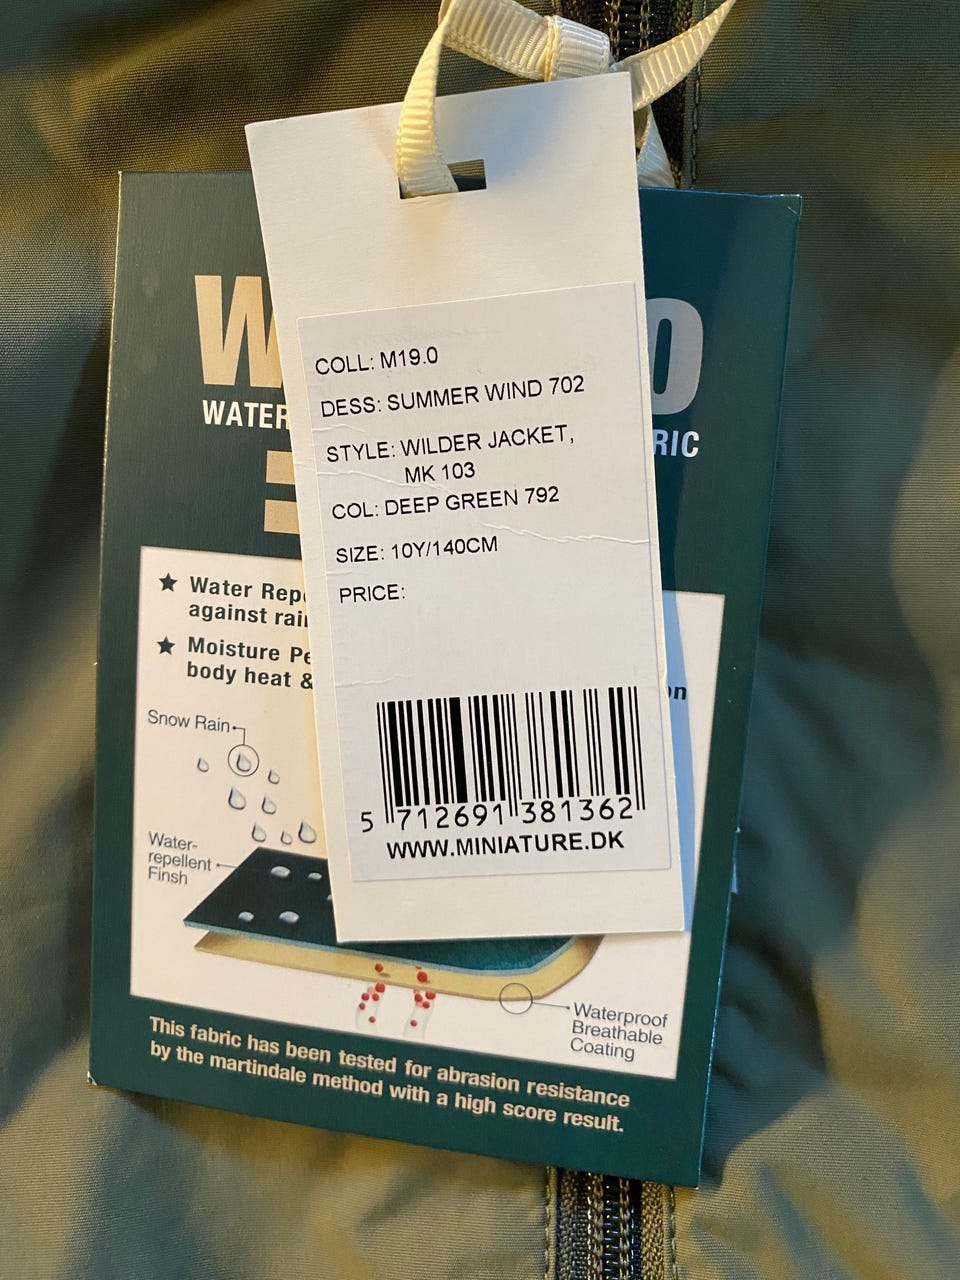 COLL: M19.0
DESS: SUMMER WIND 702
STYLE: WILDER JACKET,
MK 103
COL: DEEP GREEN 792
SIZE: 10Y/140CM
PRICE:
5 712691 381362
WWW.MINIATURE.DK
WATER
★ Water Rep
against rai
★ Moisture Pe
body heat &
Snow Rain
Water-
repellent
Finsh
Waterproof
Breathable
Coating
This fabric has been tested for abrasion resistance
by the martindale method with a high score result.